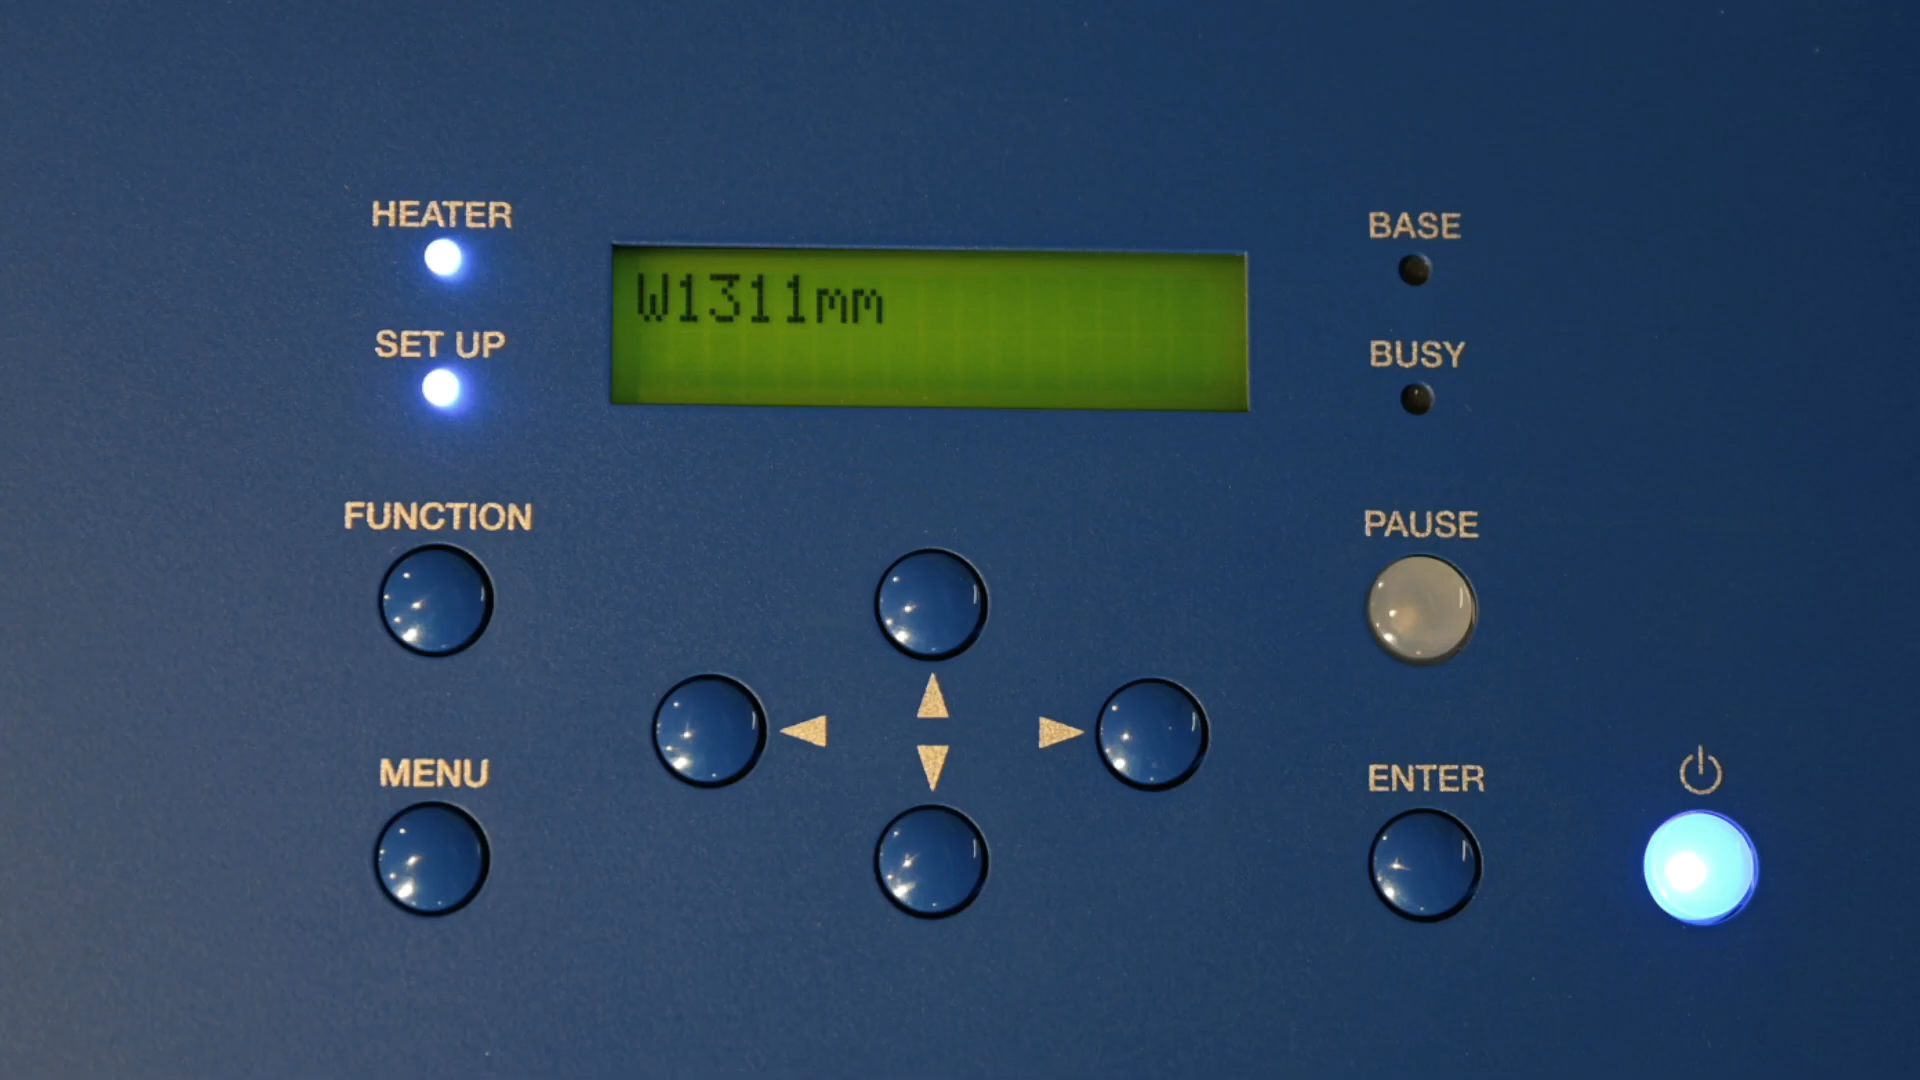 HEATER
BASE
W1311mm
SET UP
BUSY
FUNCTION
PAUSE
MENU
ENTER